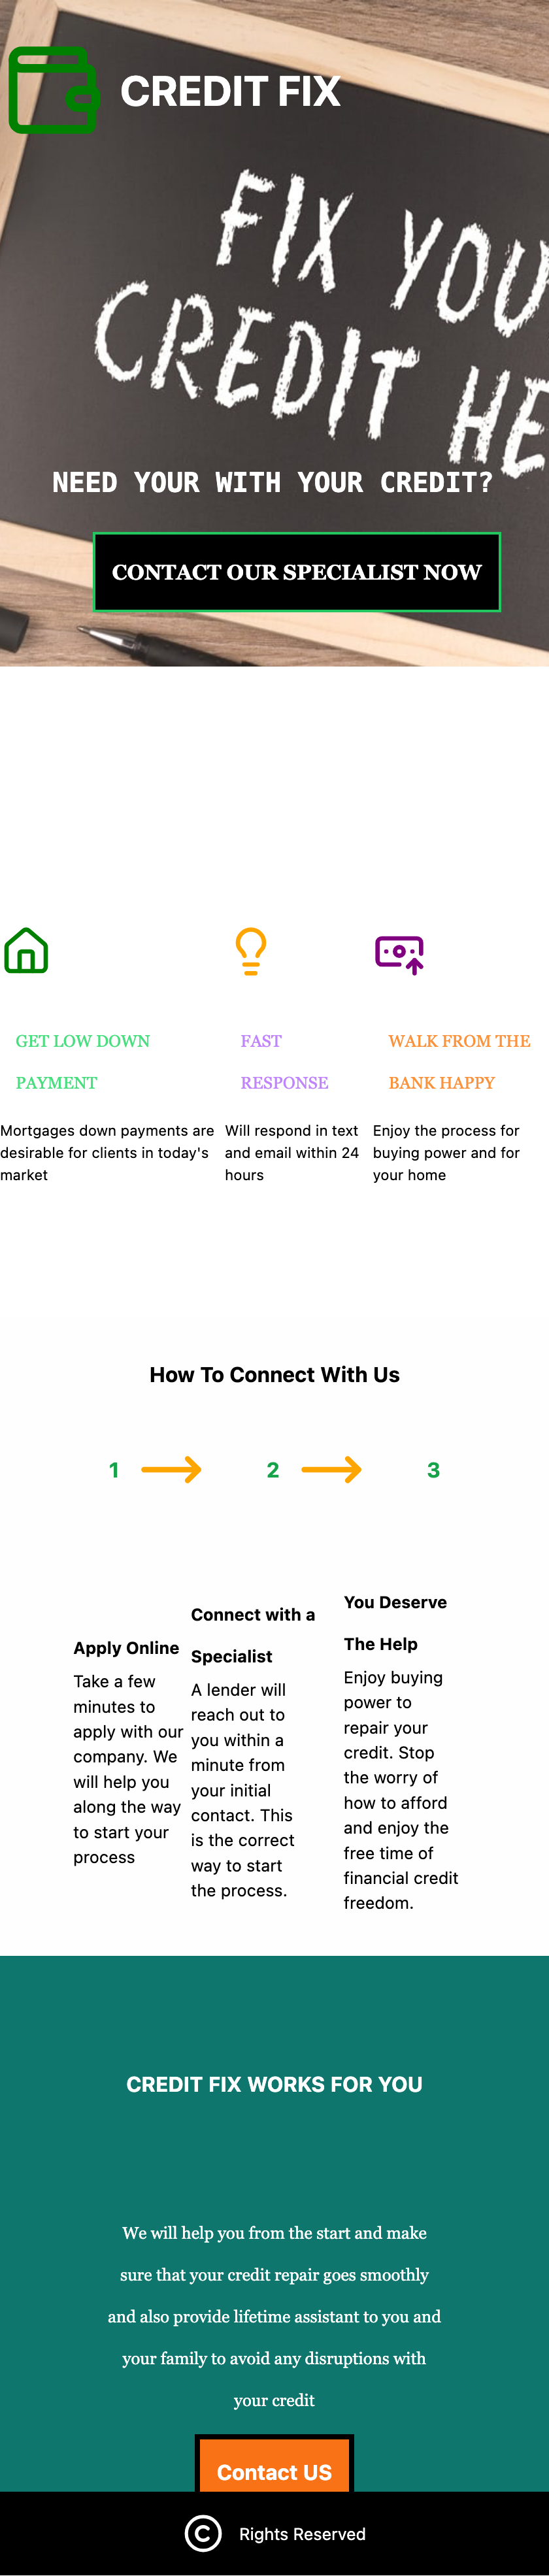 CREDIT FIX
FIX YOU
CREDIT HE
NEED YOUR WITH YOUR CREDIT?
CONTACT OUR SPECIALIST NOW
GET LOW DOWN
PAYMENT
Mortgages down payments are
desirable for clients in today's
market
FAST
RESPONSE
Will respond in text
and email within 24
hours
WALK FROM THE
BANK HAPPY
Enjoy the process for
buying power and for
your home
How To Connect With Us
1
2
3
Apply Online
Take a few
minutes to
apply with our
company. We
will help you
along the way
to start your
process
Connect with a
Specialist
A lender will
reach out to
you within a
minute from
your initial
contact. This
is the correct
way to start
the process.
You Deserve
The Help
Enjoy buying
power to
repair your
credit. Stop
the worry of
how to afford
and enjoy the
free time of
financial credit
freedom.
CREDIT FIX WORKS FOR YOU
We will help you from the start and make
sure that your credit repair goes smoothly
and also provide lifetime assistant to you and
your family to avoid any disruptions with
your credit
Contact US
© Rights Reserved